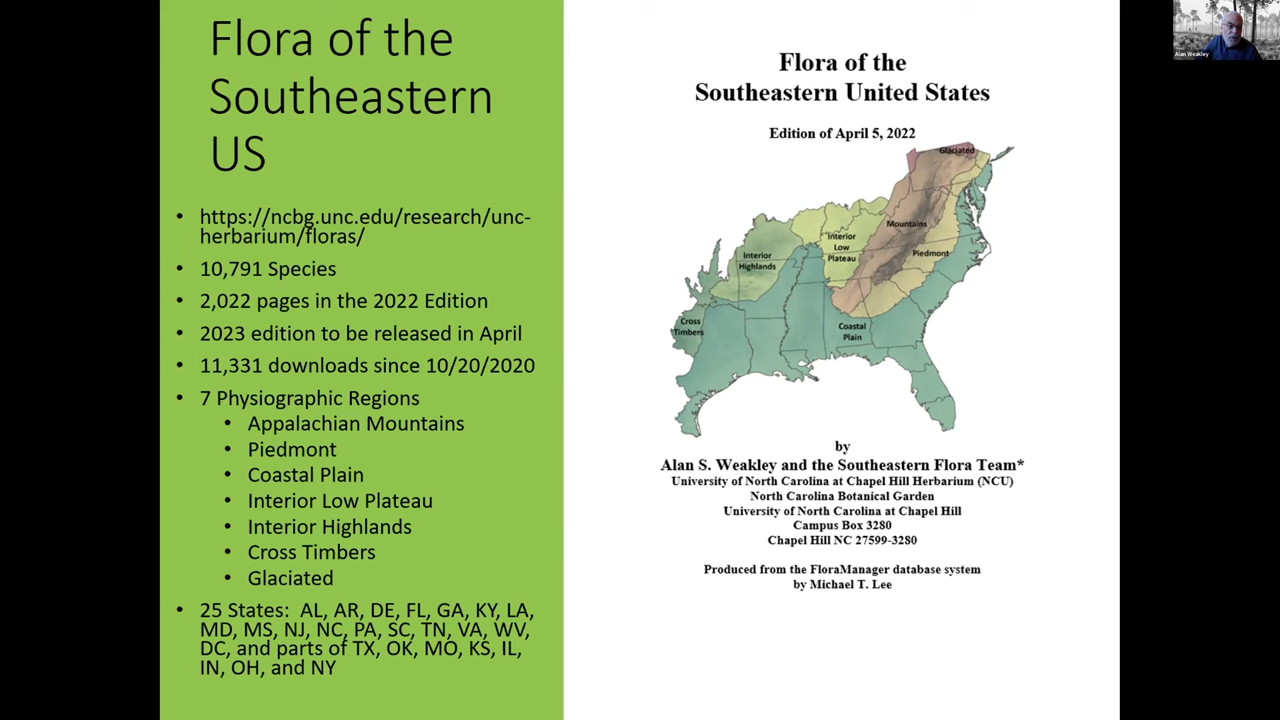 Flora of the
Southeastern
US
• https://ncbg.unc.edu/research/unc-
herbarium/floras/
• 10,791 Species
• 2,022 pages in the 2022 Edition
• 2023 edition to be released in April
• 11,331 downloads since 10/20/2020
• 7 Physiographic Regions
• Appalachian Mountains
• Piedmont
• Coastal Plain
• Interior Low Plateau
• Interior Highlands
• Cross Timbers
• Glaciated
• 25 States: AL, AR, DE, FL, GA, KY, LA,
MD, MS, NJ, NC, PA, SC, TN, VA, WV,
DC, and parts of TX, OK, MO, KS, IL,
IN, OH, and NY
Flora of the
Southeastern United States
Edition of April 5, 2022
Glaciated
Mountains
Interior
Low
Plateau
Piedmont
Interior
Highlands
Cross
Timbers
Coastal
Plain
by
Alan S. Weakley and the Southeastern Flora Team*
University of North Carolina at Chapel Hill Herbarium (NCU)
North Carolina Botanical Garden
University of North Carolina at Chapel Hill
Campus Box 3280
Chapel Hill NC 27599-3280
Produced from the FloraManager database system
by Michael T. Lee
Alan Weakley